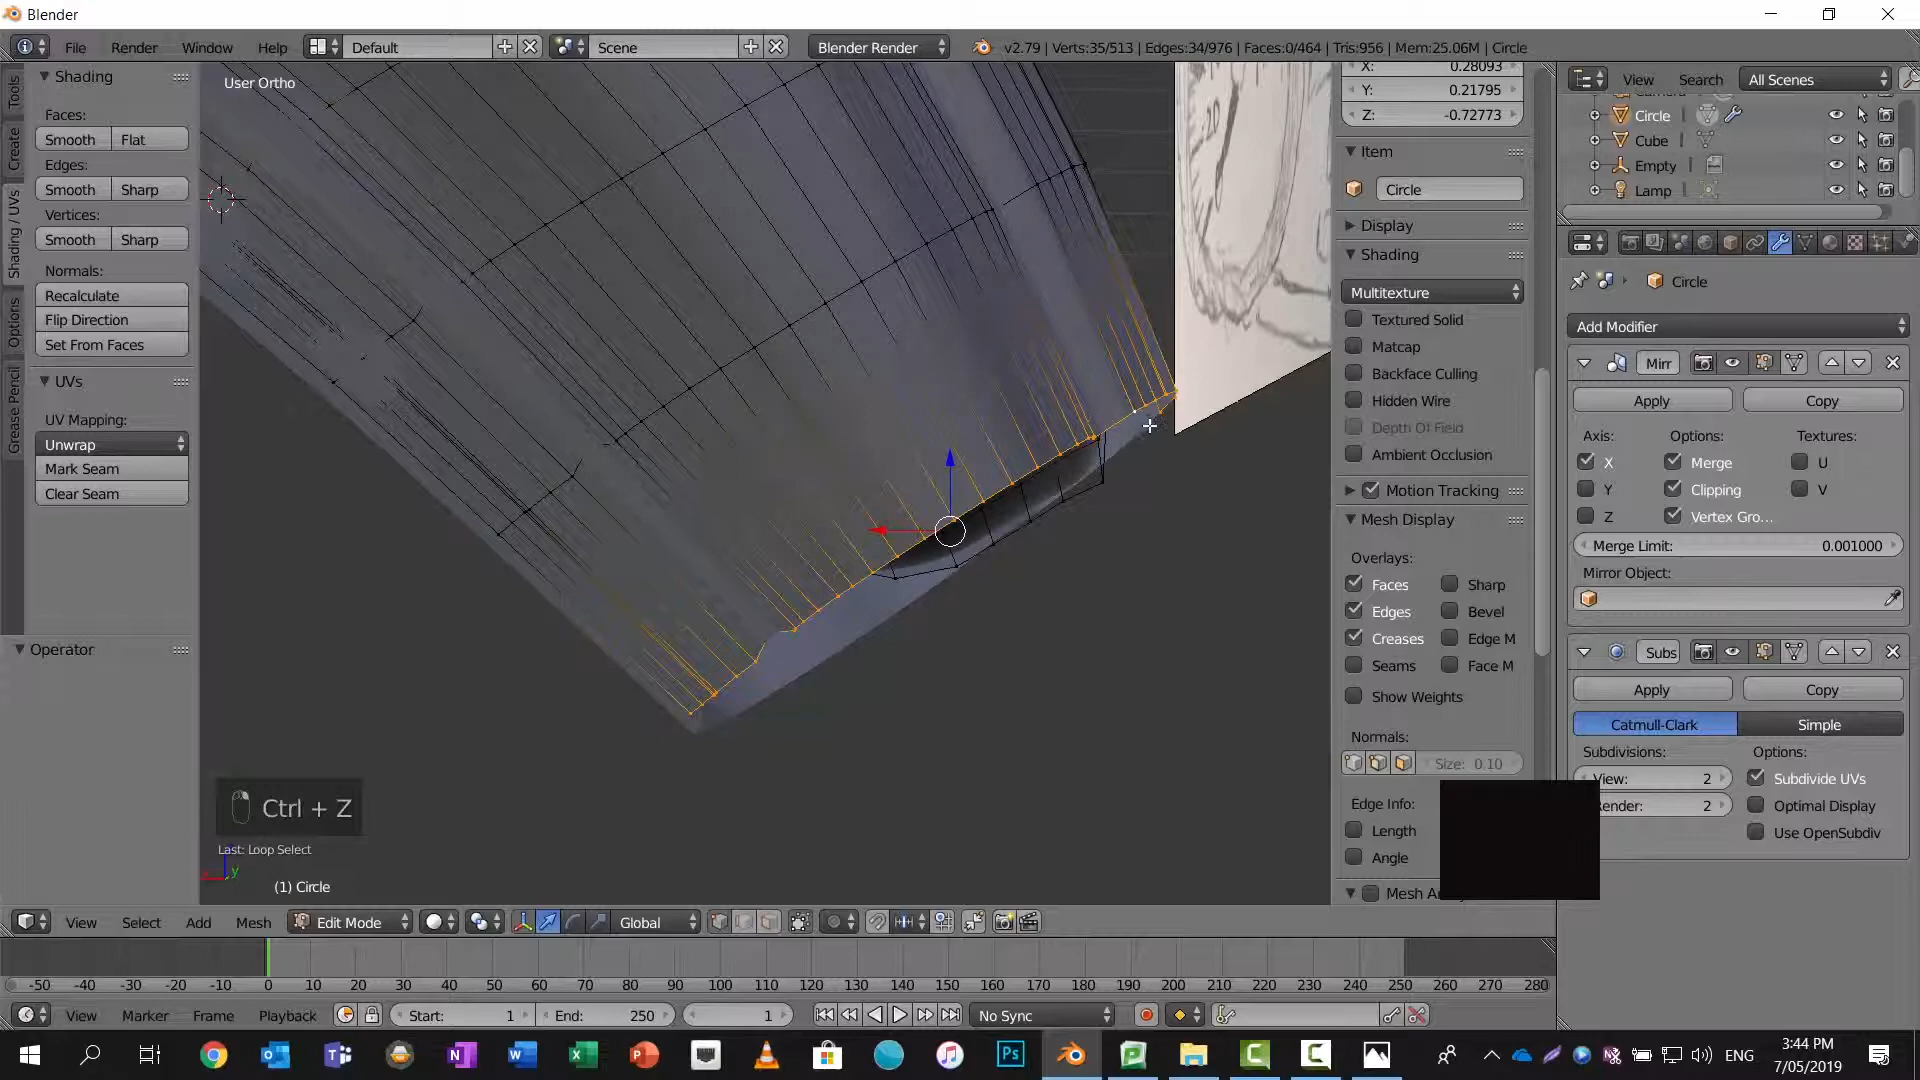 Blender
File Render Window Help Default Scene Blender Render v2.79 | Verts:35/513 | Edges:34/976 | Faces:0/464 | Tris:956 | Mem:25.06M | Circle
Tools
Create
Shading / UVs
Options
Grease Pencil
Shading
Faces:
Smooth Flat
Edges:
Smooth Sharp
Vertices:
Smooth Sharp
Normals:
Recalculate
Flip Direction
Set From Faces
UVs
UV Mapping:
Unwrap
Mark Seam
Clear Seam
Operator
User Ortho
20
Ctrl + Z
Last: Loop Select
y
(1) Circle
X: 0.28093
Y: 0.21795
Z: -0.72773
Item
Circle
Display
Shading
Multitexture
Textured Solid
Matcap
Backface Culling
Hidden Wire
Depth Of Field
Ambient Occlusion
Motion Tracking
Mesh Display
Overlays:
Faces Sharp
Edges Bevel
Creases Edge M
Seams Face M
Show Weights
Normals:
Size: 0.10
Edge Info:
Length
Angle
View Search All Scenes
Circle
Cube
Empty
Lamp
Circle
Add Modifier
Mirr
Apply Copy
Axis: Options: Textures:
X Merge U
Y Clipping V
Z Vertex Gro...
Merge Limit: 0.001000
Mirror Object:
Subs
Apply Copy
Catmull-Clark Simple
Subdivisions: Options:
View: 2 Subdivide UVs
ender: 2 Optimal Display
Use OpenSubdiv
View Select Add Mesh Edit Mode Global
-50 -40 -30 -20 -10 0 10 20 30 40 50 60 70 80 90 100 110 120 130 140 150 160 170 180 190 200 210 220 230 240 250 260 270 280
View Marker Frame Playback Start: 1 End: 250 1 No Sync
ENG
3:44 PM
7/05/2019